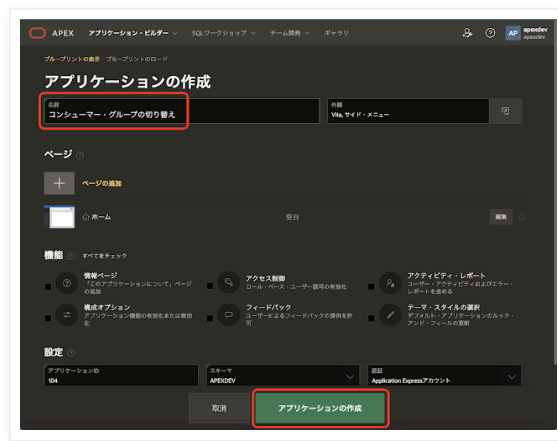 APEX アプリケーション・ビルダー SQLワークショップ チーム開発 ギャラリ AP apexdev
apexdev
ブループリントの表示 ブループリントのロード
アプリケーションの作成
名前 外観
コンシューマー・グループの切り替え Vita, サイド・メニュー
ページ
ページの追加
ホーム 空白 編集
機能 すべてをチェック
情報ページ アクセス制御 アクティビティ・レポート
「このアプリケーションについて」ページの追加 ロール・ベース・ユーザー認可の有効化 ユーザー・アクティビティおよびエラー・レポートを含める
構成オプション フィードバック テーマ・スタイルの選択
アプリケーション機能の有効化または無効化 ユーザーによるフィードバックの提供を許可 デフォルト・アプリケーションのルック・アンド・フィールの更新
設定
アプリケーションID スキーマ 認証
104 APEXDEV Application Expressアカウント
取消 アプリケーションの作成